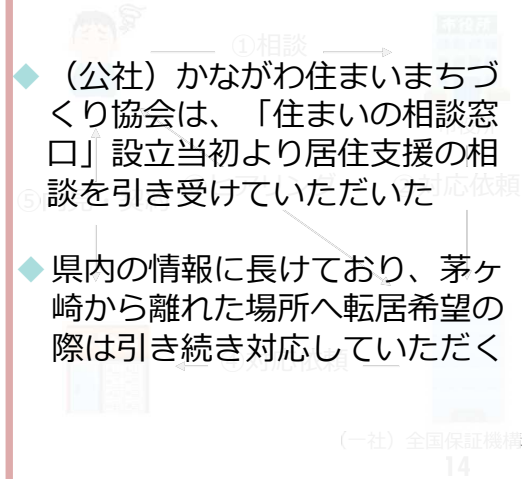 ①相談
市役所
◆ （公社）かながわ住まいまちづ
くり協会は、「住まいの相談窓
口」設立当初より居住支援の相
談を引き受けていただいた
対応依頼
◆ 県内の情報に長けており、茅ヶ
崎から離れた場所へ転居希望の
際は引き続き対応していただく
④対応依頼
（一社）全国保証機構
14